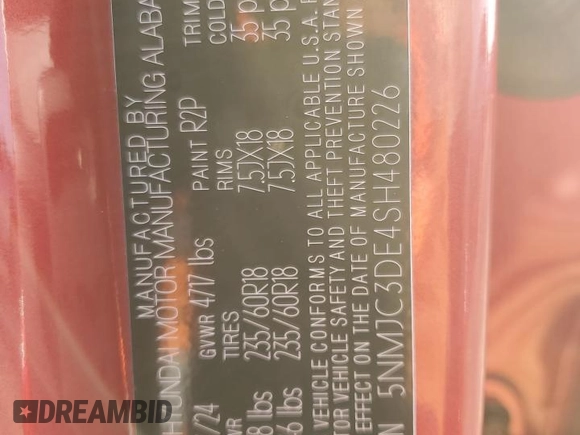 MANUFACTURED BY
HYUNDAI MOTOR MANUFACTURING ALABA
/24 GVWR 4717 lbs PAINT R2P TRIM
WR TIRES RIMS COLD
8 lbs 235/60R18 7.5JX18 35 p
6 lbs 235/60R18 7.5JX18 35 p
VEHICLE CONFORMS TO ALL APPLICABLE U.S.A. F
TOR VEHICLE SAFETY AND THEFT PREVENTION STAN
EFFECT ON THE DATE OF MANUFACTURE SHOWN
N 5NMJC3DE4SH480226
DREAMBID